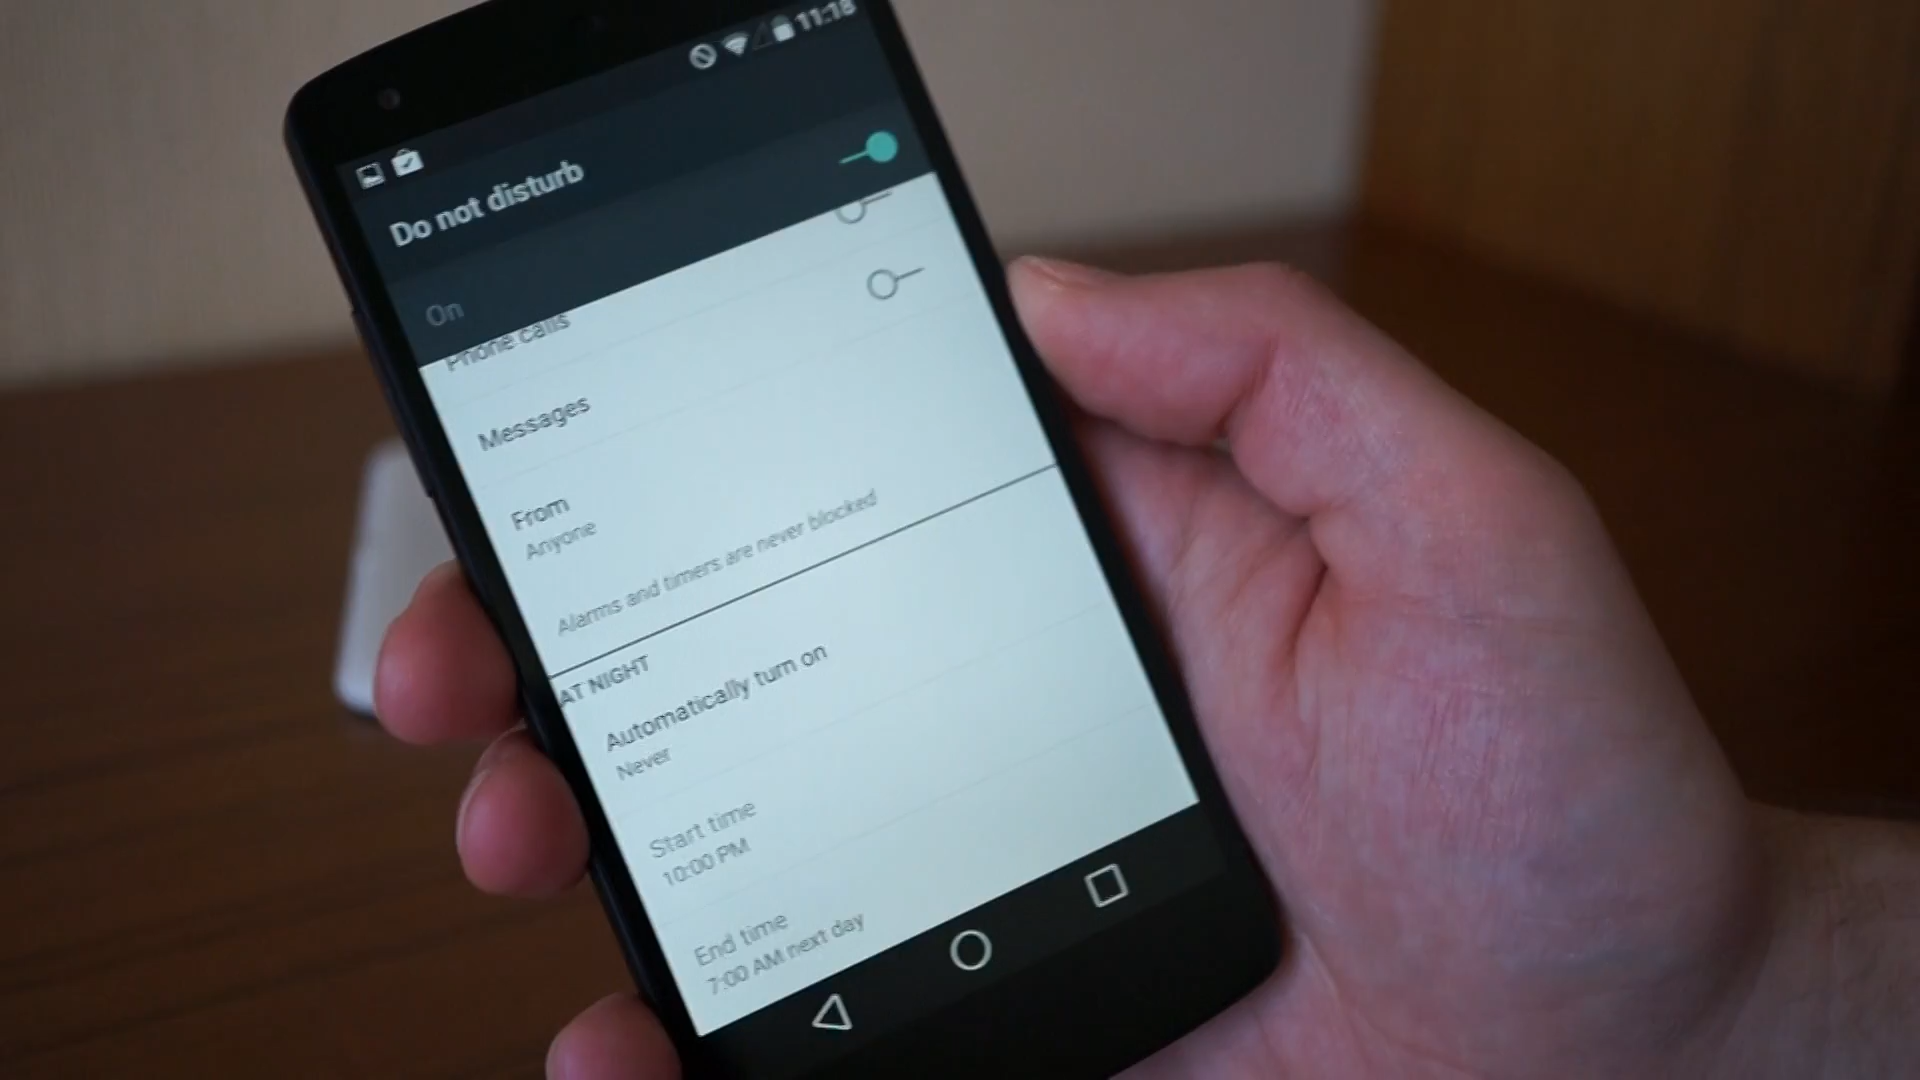 11:18
Do not disturb
On
Phone calls
Messages
From
Anyone
Alarms and timers are never blocked
AT NIGHT
Automatically turn on
Never
Start time
10:00 PM
End time
7:00 AM next day